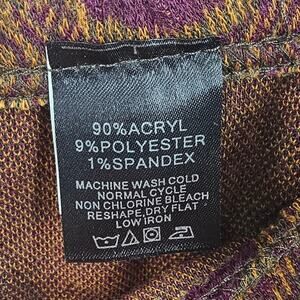 90%ACRYL
9%POLYESTER
1%SPANDEX
MACHINE WASH COLD
NORMAL CYCLE
NON CHLORINE BLEACH
RESHAPE,DRY FLAT
LOW IRON